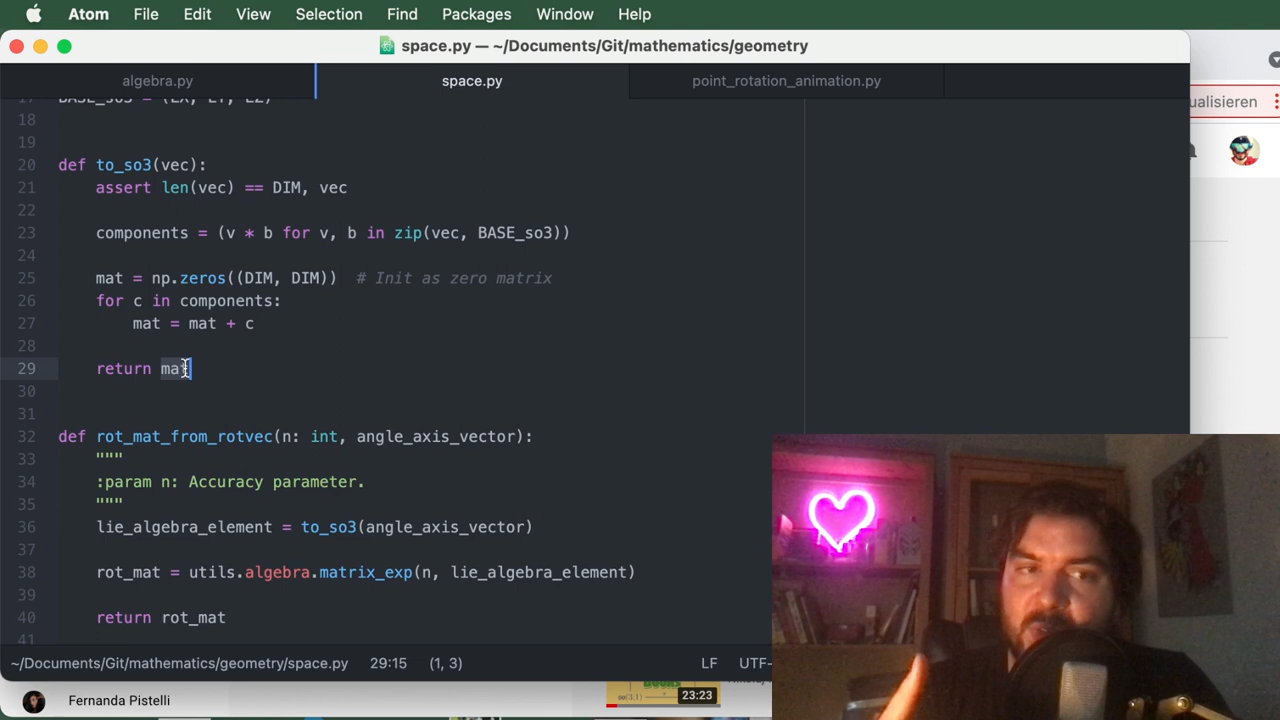 Atom File Edit View Selection Find Packages Window Help
space.py — ~/Documents/Git/mathematics/geometry
algebra.py space.py point_rotation_animation.py
ualisieren
17 BASE_so3 = (EX, EY, EZ)
18
19
20 def to_so3(vec):
21 assert len(vec) == DIM, vec
22
23 components = (v * b for v, b in zip(vec, BASE_so3))
24
25 mat = np.zeros((DIM, DIM)) # Init as zero matrix
26 for c in components:
27 mat = mat + c
28
29 return mat
30
31
32 def rot_mat_from_rotvec(n: int, angle_axis_vector):
33 """
34 :param n: Accuracy parameter.
35 """
36 lie_algebra_element = to_so3(angle_axis_vector)
37
38 rot_mat = utils.algebra.matrix_exp(n, lie_algebra_element)
39
40 return rot_mat
41
~/Documents/Git/mathematics/geometry/space.py 29:15 (1, 3) LF UTF-
Fernanda Pistelli 23:23